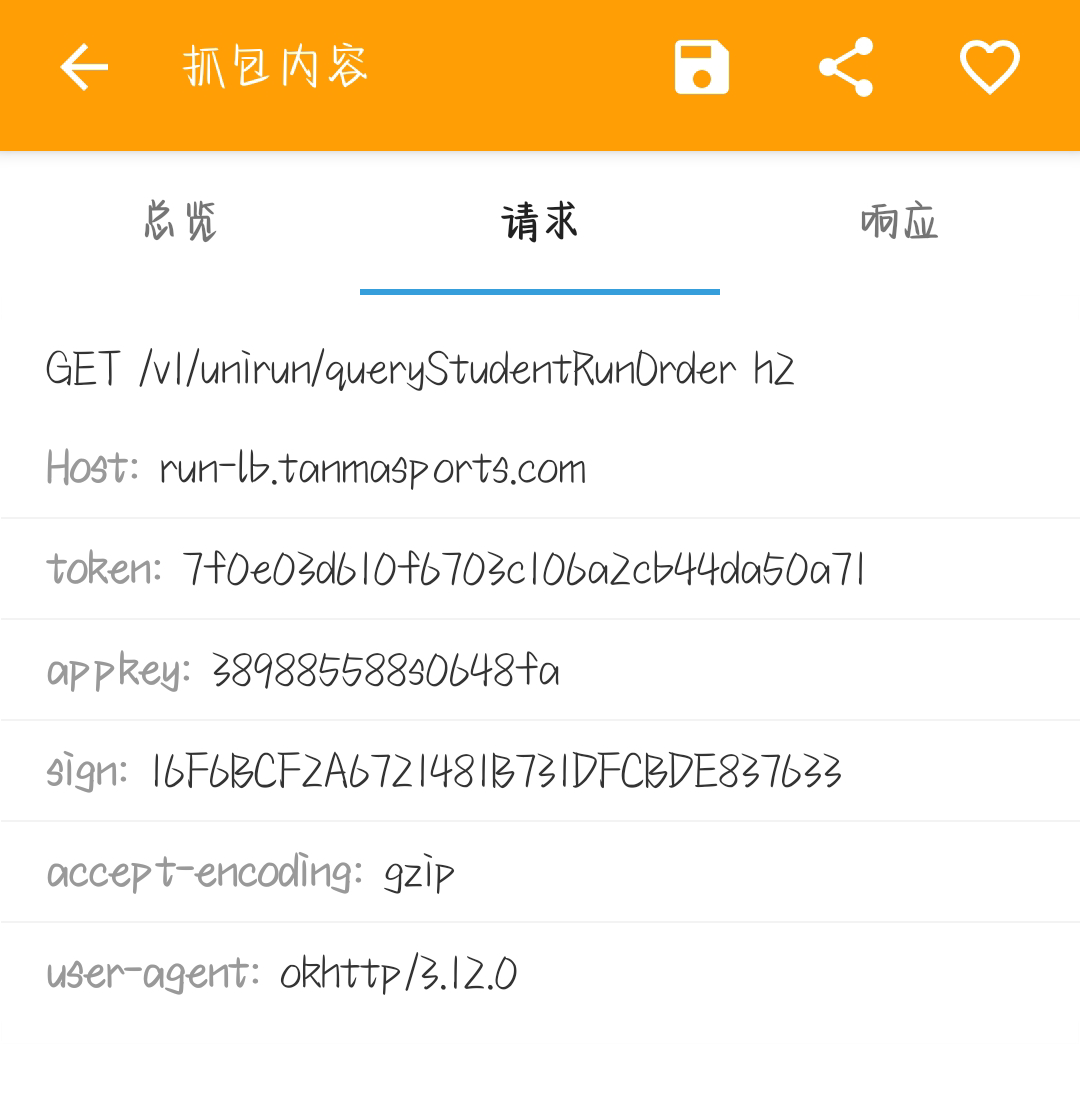 抓包内容
总览 请求 响应
GET /v1/unirun/queryStudentRunOrder h2
Host: run-lb.tanmasports.com
token: 7f0e03d610f6703c106a2cb44da50a71
appkey: 389885588s0648fa
sign: 16F6BCF2A6721481B731DFCBDE837633
accept-encoding: gzip
user-agent: okhttp/3.12.0